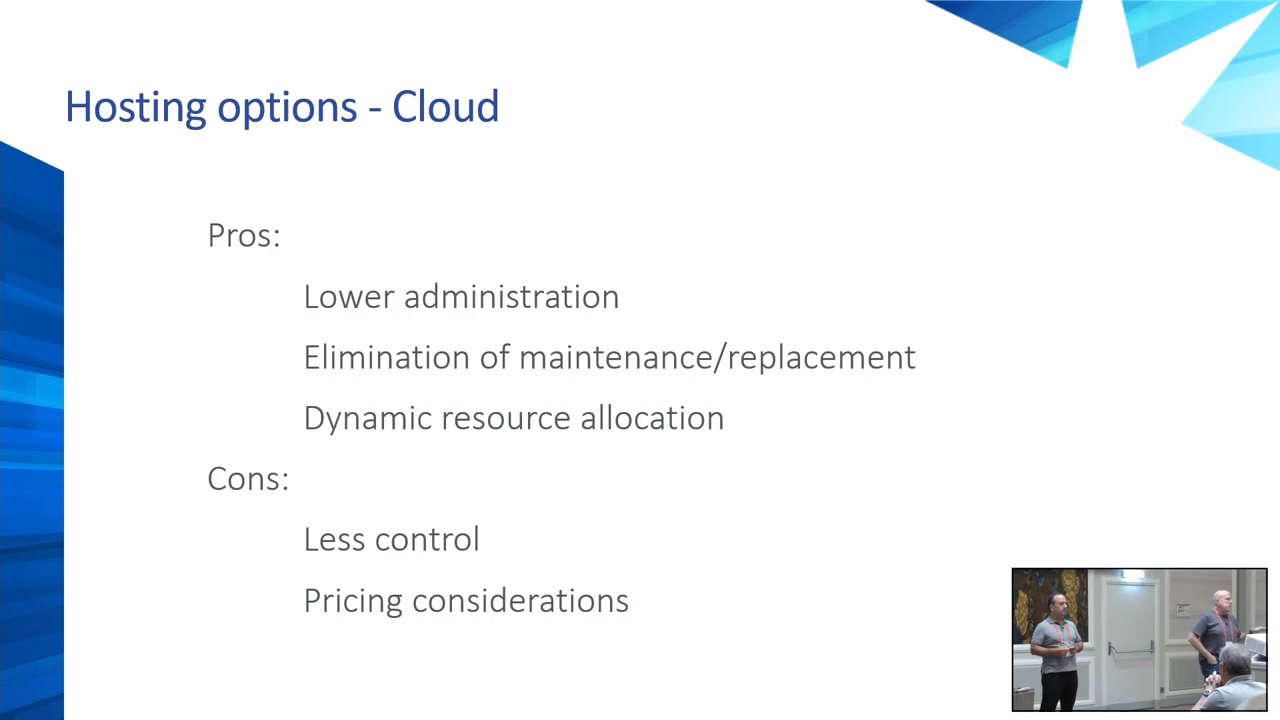 Hosting options - Cloud
Pros:
Lower administration
Elimination of maintenance/replacement
Dynamic resource allocation
Cons:
Less control
Pricing considerations